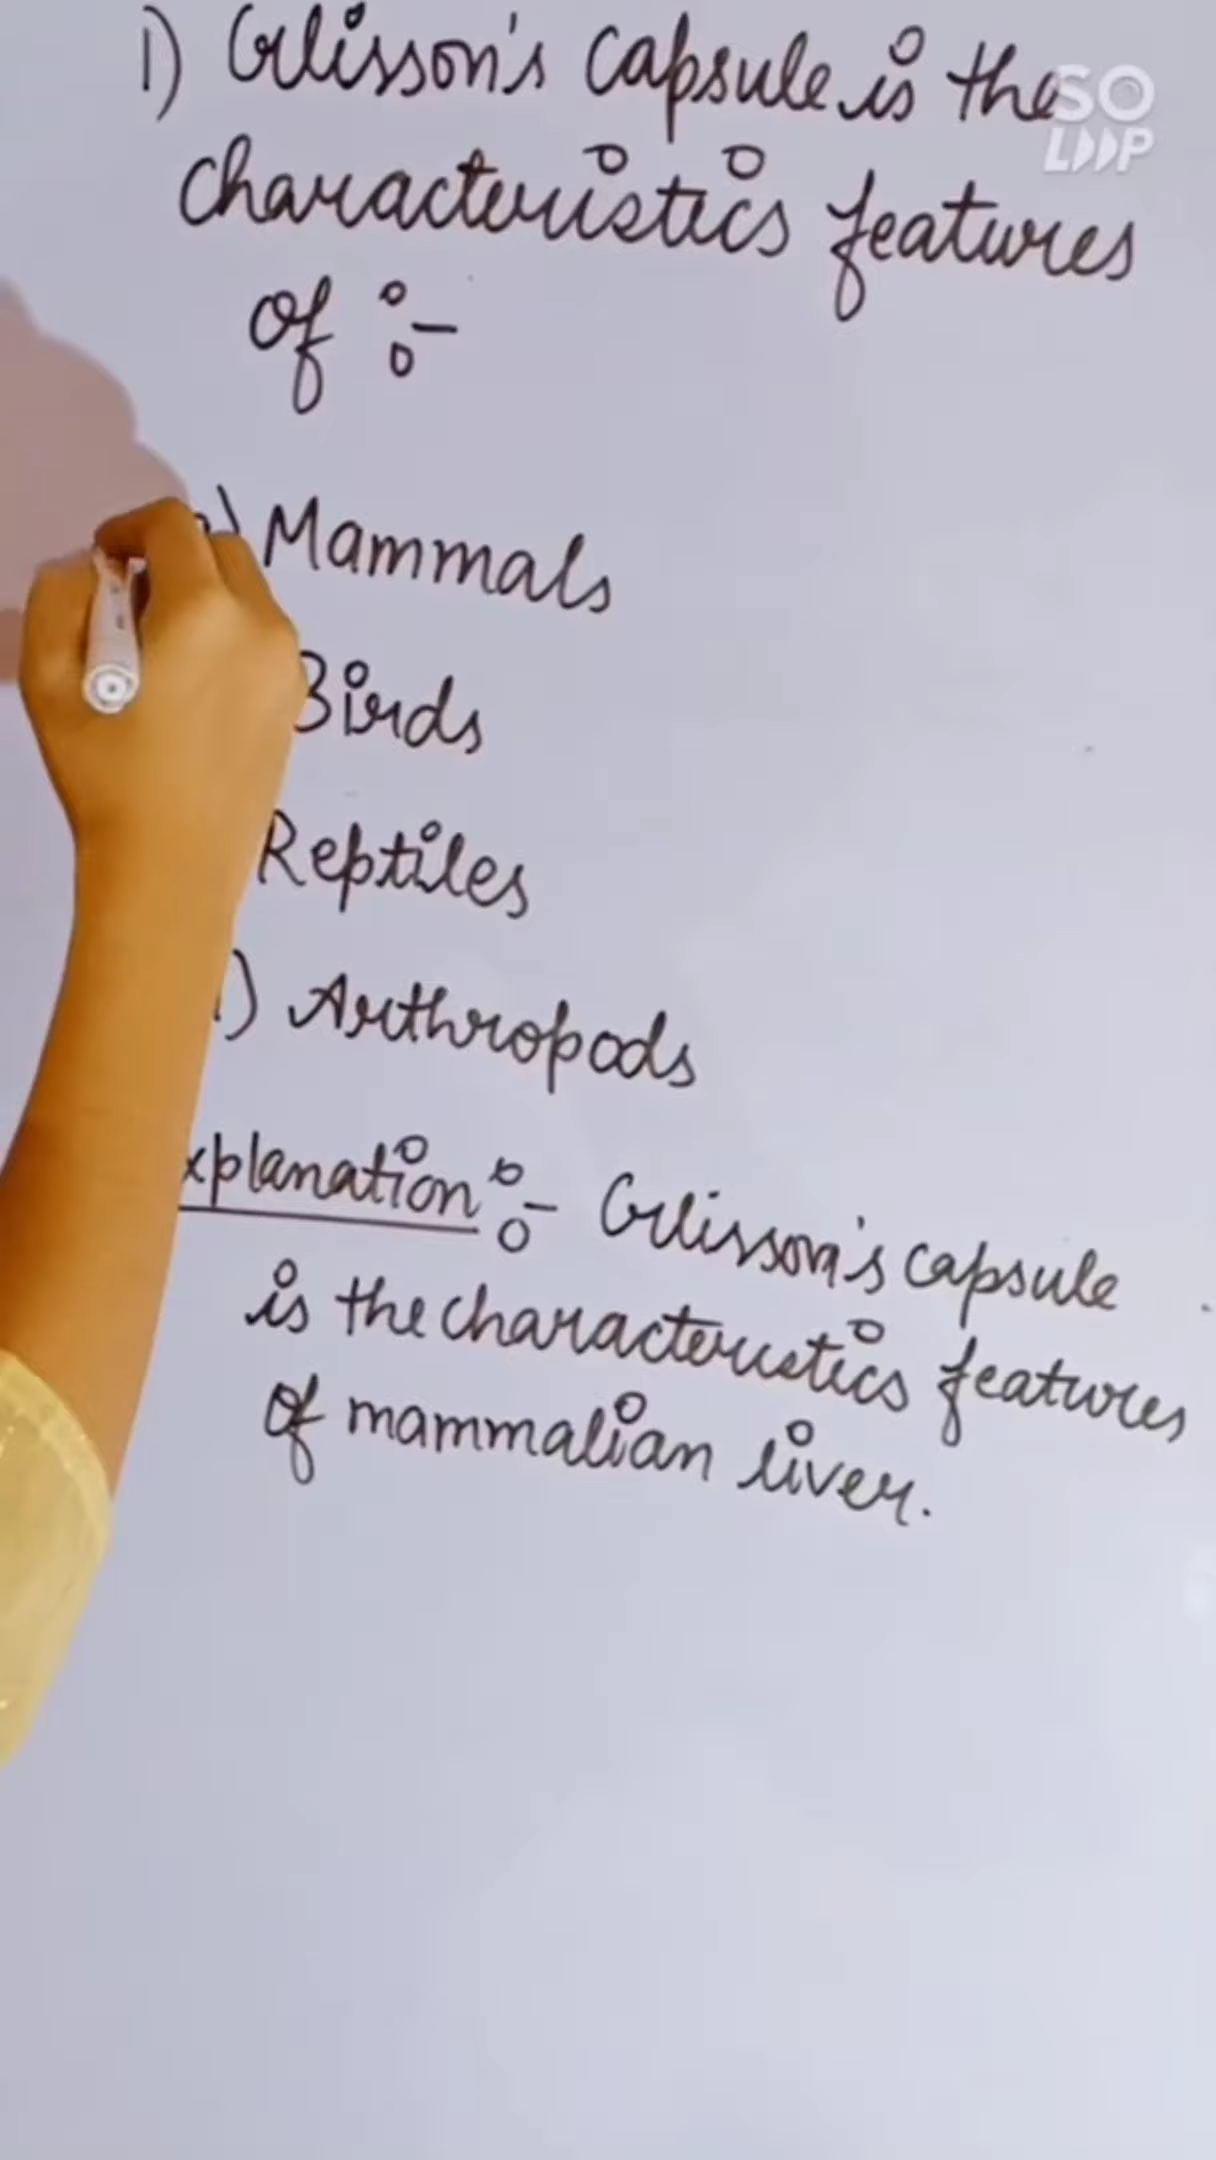 1) Glisson's capsule is the
SO
LOOP
characteristics features
of :-
a) Mammals
Birds
Reptiles
) Arthropods
xplanation :- Glisson's capsule
is the characteristics features
of mammalian liver.